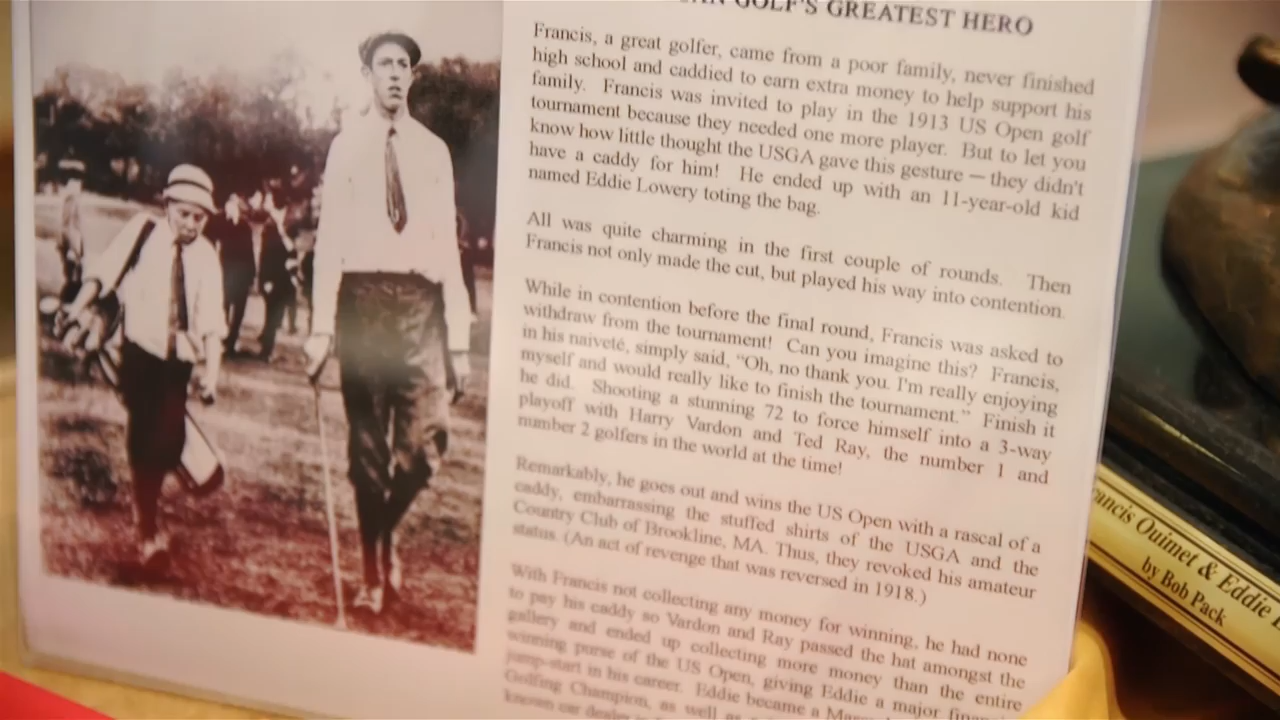 GOLF'S GREATEST HERO
Francis, a great golfer, came from a poor family, never finished
high school and caddied to earn extra money to help support his
family. Francis was invited to play in the 1913 US Open golf
tournament because they needed one more player. But to let you
know how little thought the USGA gave this gesture — they didn't
have a caddy for him! He ended up with an 11-year-old kid
named Eddie Lowery toting the bag.
All was quite charming in the first couple of rounds. Then
Francis not only made the cut, but played his way into contention.
While in contention before the final round, Francis was asked to
withdraw from the tournament! Can you imagine this? Francis,
in his naiveté, simply said, “Oh, no thank you. I'm really enjoying
myself and would really like to finish the tournament.” Finish it
he did. Shooting a stunning 72 to force himself into a 3-way
playoff with Harry Vardon and Ted Ray, the number 1 and
number 2 golfers in the world at the time!
Remarkably, he goes out and wins the US Open with a rascal of a
caddy, embarrassing the stuffed shirts of the USGA and the
Country Club of Brookline, MA. Thus, they revoked his amateur
status. (An act of revenge that was reversed in 1918.)
With Francis not collecting any money for winning, he had none
to pay his caddy so Vardon and Ray passed the hat amongst the
gallery and ended up collecting more money than the entire
winning purse of the US Open, giving Eddie a major
jump-start in his career. Eddie became a
Golfing Champion, as well as
known car
Ouimet & Eddie
by Bob Pack